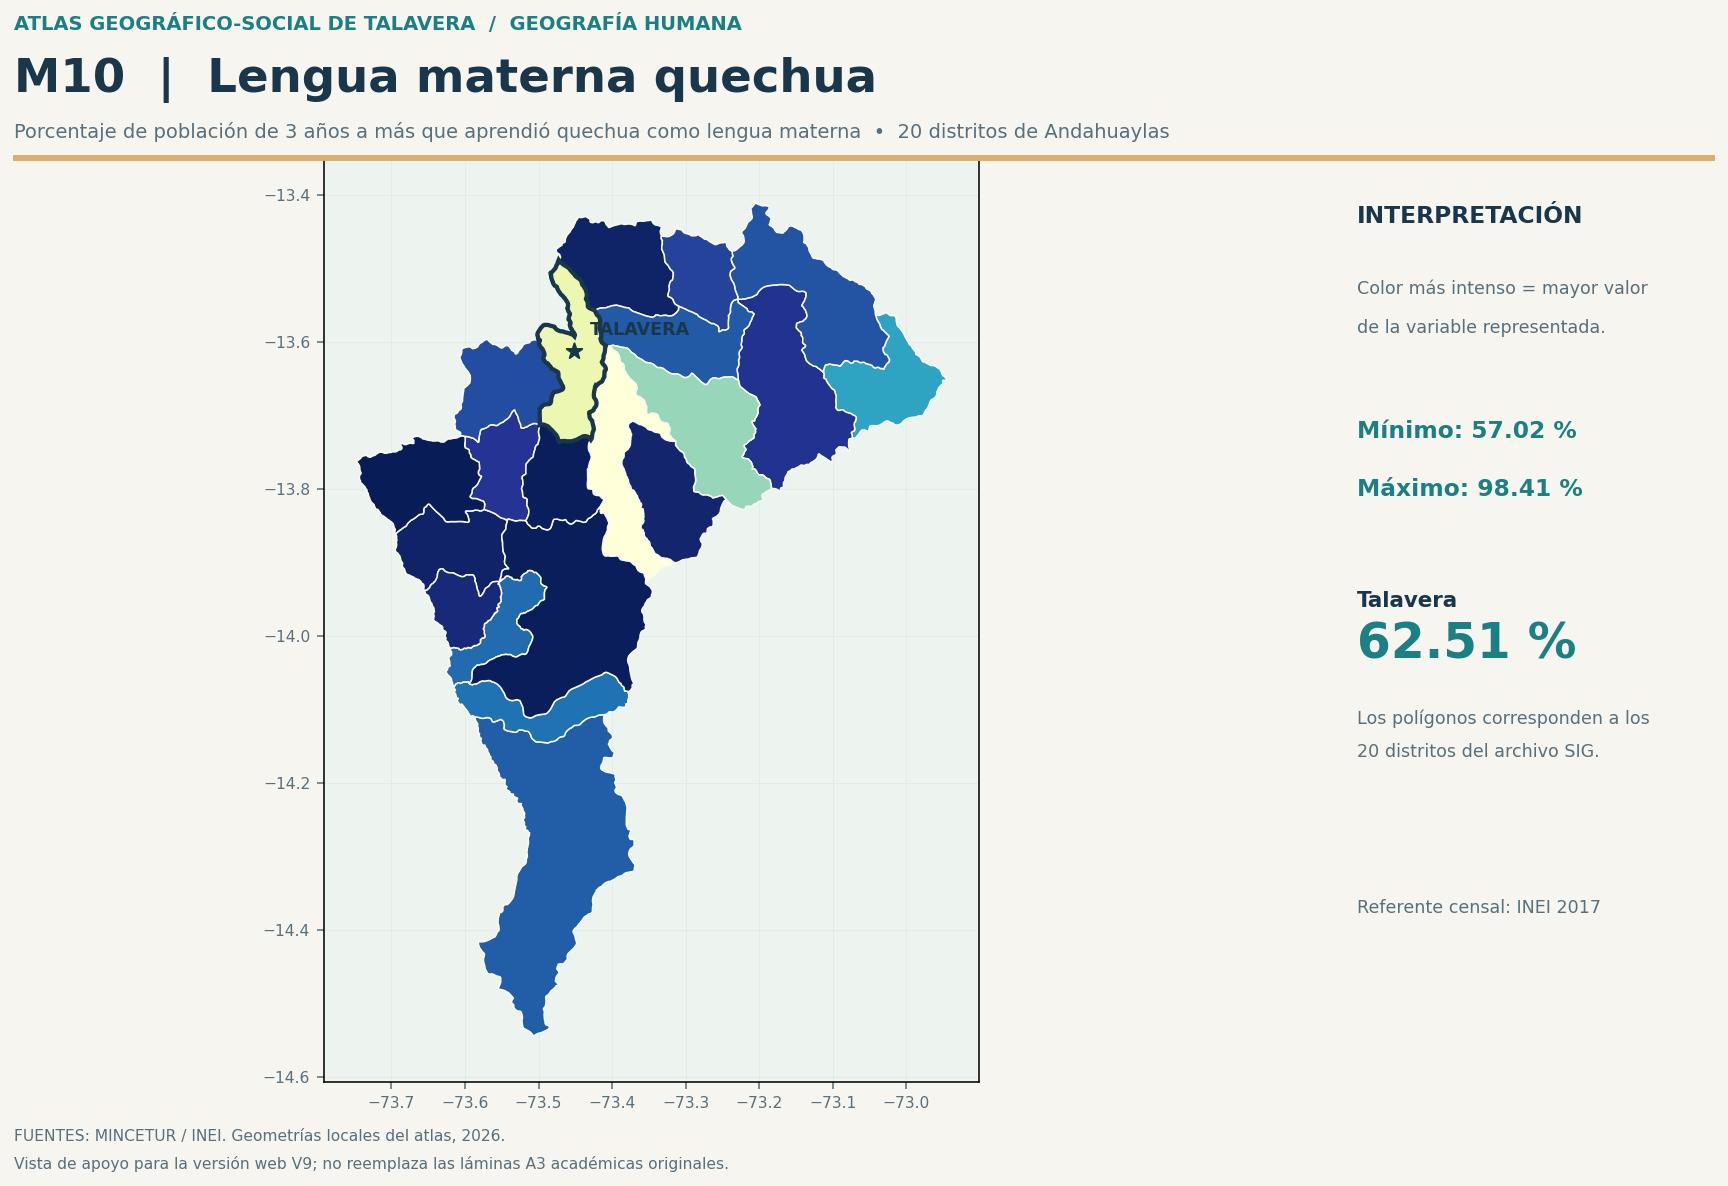 ATLAS GEOGRÁFICO-SOCIAL DE TALAVERA / GEOGRAFÍA HUMANA
M10 | Lengua materna quechua
Porcentaje de población de 3 años a más que aprendió quechua como lengua materna • 20 distritos de Andahuaylas
−13.4
−13.6
−13.8
−14.0
−14.2
−14.4
−14.6
−73.7 −73.6 −73.5 −73.4 −73.3 −73.2 −73.1 −73.0
TALAVERA
INTERPRETACIÓN
Color más intenso = mayor valor
de la variable representada.
Mínimo: 57.02 %
Máximo: 98.41 %
Talavera
62.51 %
Los polígonos corresponden a los
20 distritos del archivo SIG.
Referente censal: INEI 2017
FUENTES: MINCETUR / INEI. Geometrías locales del atlas, 2026.
Vista de apoyo para la versión web V9; no reemplaza las láminas A3 académicas originales.